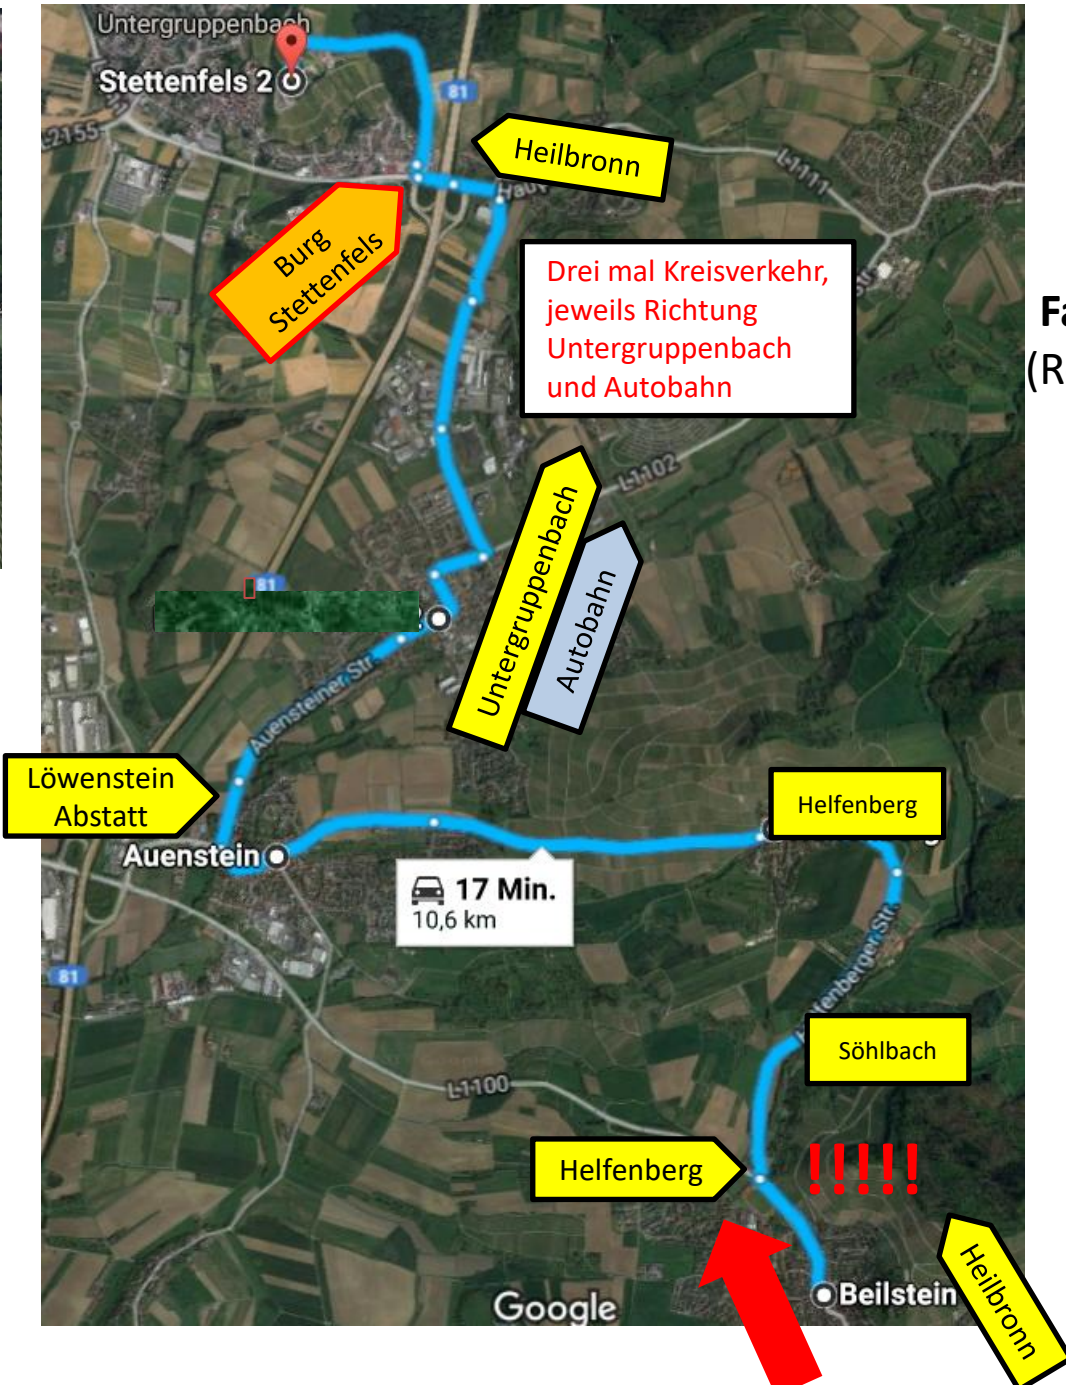 Untergruppenbach
Stettenfels 2
81
L2155
Heilbronn
L1111
Burg
Stettenfels
Drei mal Kreisverkehr,
jeweils Richtung
Untergruppenbach
und Autobahn
Fa
(R
L1102
Untergruppenbach
Autobahn
81
Auensteiner Str.
Löwenstein
Abstatt
Helfenberg
Auenstein
17 Min.
10,6 km
81
Söhlbach
L1100
Helfenberg
!!!!!
Heilbronn
Beilstein
Google